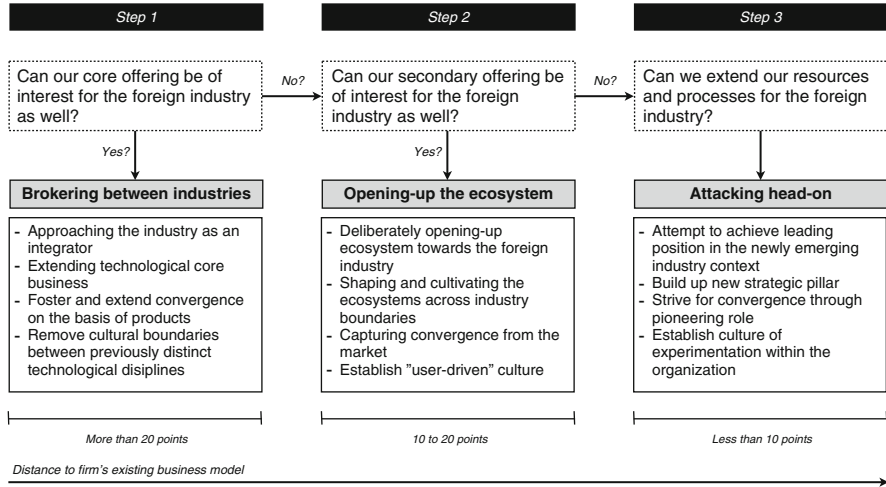 Step 1
Step 2
Step 3
Can our core offering be of
interest for the foreign industry
as well?
No?
Can our secondary offering be
of interest for the foreign
industry as well?
No?
Can we extend our resources
and processes for the foreign
industry?
Yes?
Yes?
Brokering between industries
Opening-up the ecosystem
Attacking head-on
- Approaching the industry as an
integrator
- Extending technological core
business
- Foster and extend convergence
on the basis of products
- Remove cultural boundaries
between previously distinct
technological disiplines
- Deliberately opening-up
ecosystem towards the foreign
industry
- Shaping and cultivating the
ecosystems across industry
boundaries
- Capturing convergence from the
market
- Establish ”user-driven” culture
- Attempt to achieve leading
position in the newly emerging
industry context
- Build up new strategic pillar
- Strive for convergence through
pioneering role
- Establish culture of
experimentation within the
organization
More than 20 points
10 to 20 points
Less than 10 points
Distance to firm's existing business model